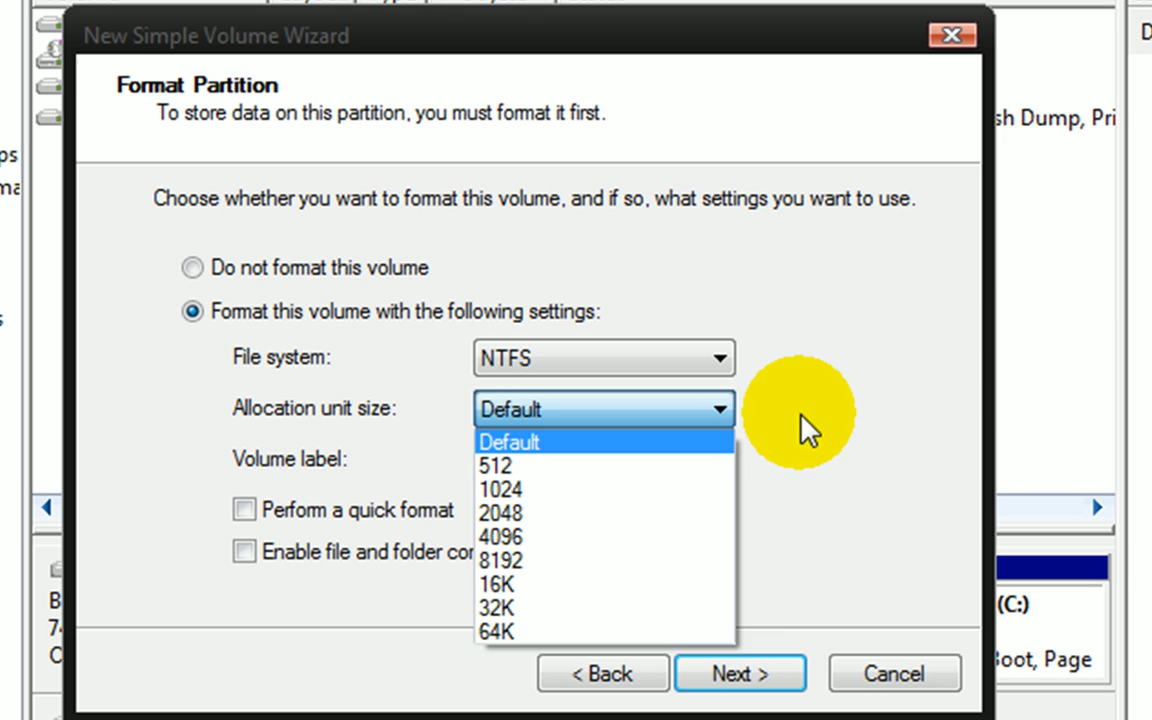 New Simple Volume Wizard
Format Partition
To store data on this partition, you must format it first.
Choose whether you want to format this volume, and if so, what settings you want to use.
Do not format this volume
Format this volume with the following settings:
File system: NTFS
Allocation unit size: Default
Default
512
1024
2048
4096
8192
16K
32K
64K
Volume label:
Perform a quick format
Enable file and folder con
< Back Next > Cancel
sh Dump, Pri
(C:)
Boot, Page